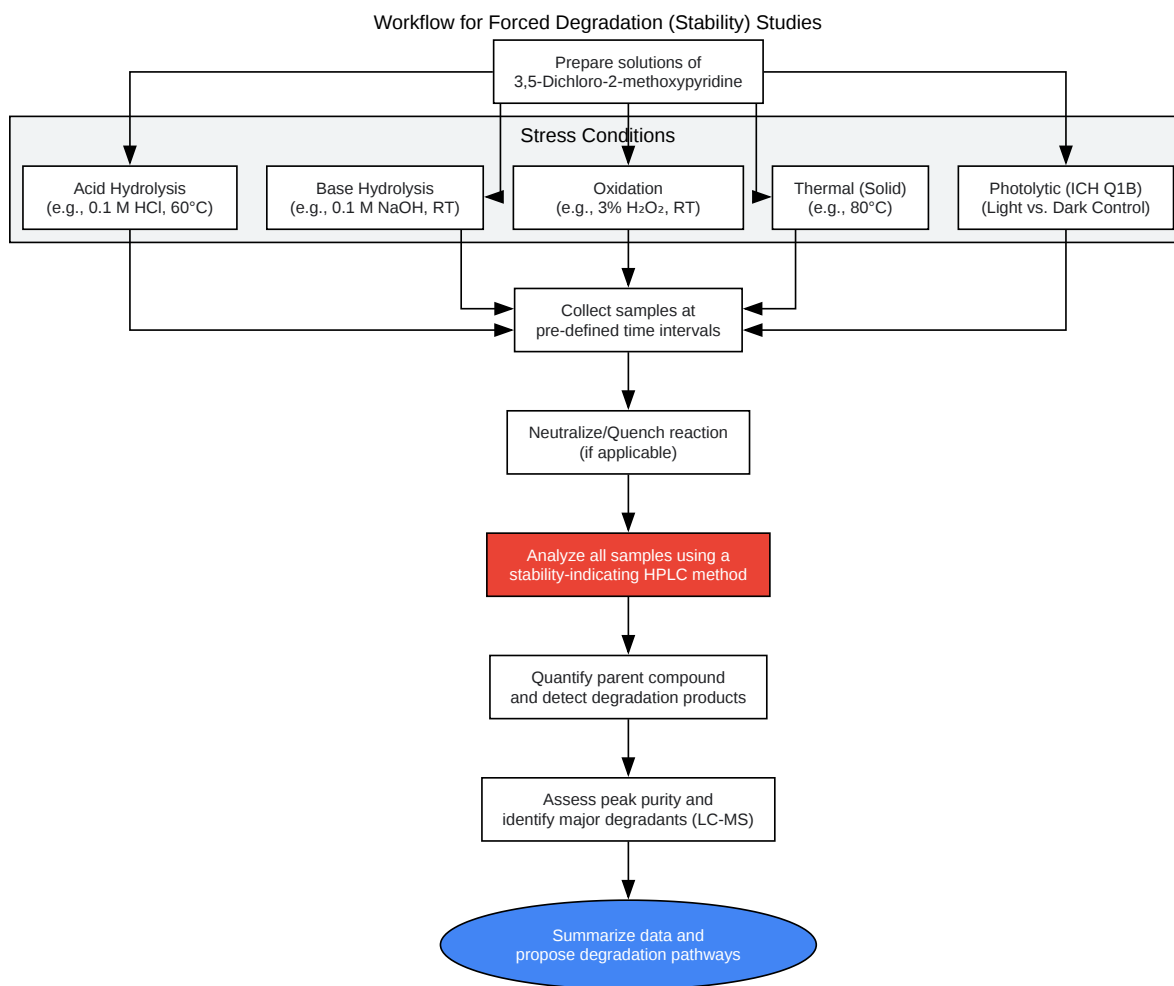 Workflow for Forced Degradation (Stability) Studies
Prepare solutions of
3,5-Dichloro-2-methoxypyridine
Stress Conditions
Acid Hydrolysis
(e.g., 0.1 M HCl, 60°C)
Base Hydrolysis
(e.g., 0.1 M NaOH, RT)
Oxidation
(e.g., 3% H₂O₂, RT)
Thermal (Solid)
(e.g., 80°C)
Photolytic (ICH Q1B)
(Light vs. Dark Control)
Collect samples at
pre-defined time intervals
Neutralize/Quench reaction
(if applicable)
Analyze all samples using a
stability-indicating HPLC method
Quantify parent compound
and detect degradation products
Assess peak purity and
identify major degradants (LC-MS)
Summarize data and
propose degradation pathways